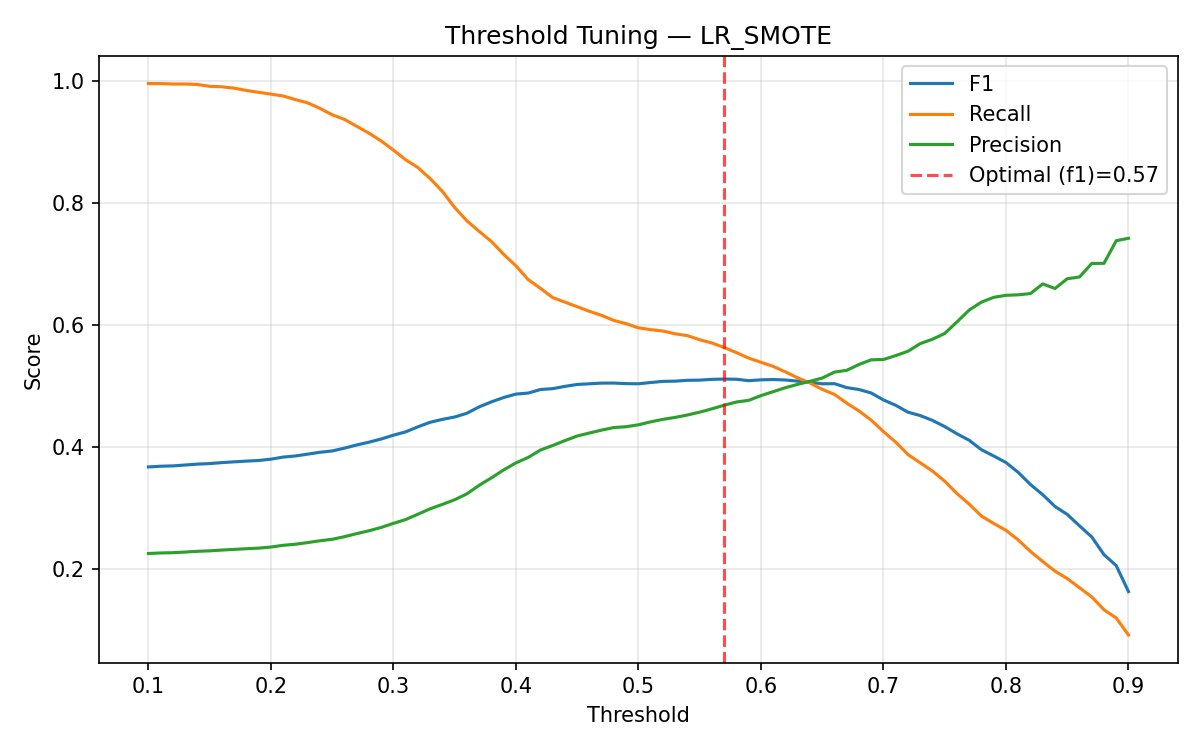 Threshold Tuning — LR_SMOTE
F1
Recall
Precision
Optimal (f1)=0.57
Score
1.0
0.8
0.6
0.4
0.2
0.1 0.2 0.3 0.4 0.5 0.6 0.7 0.8 0.9
Threshold